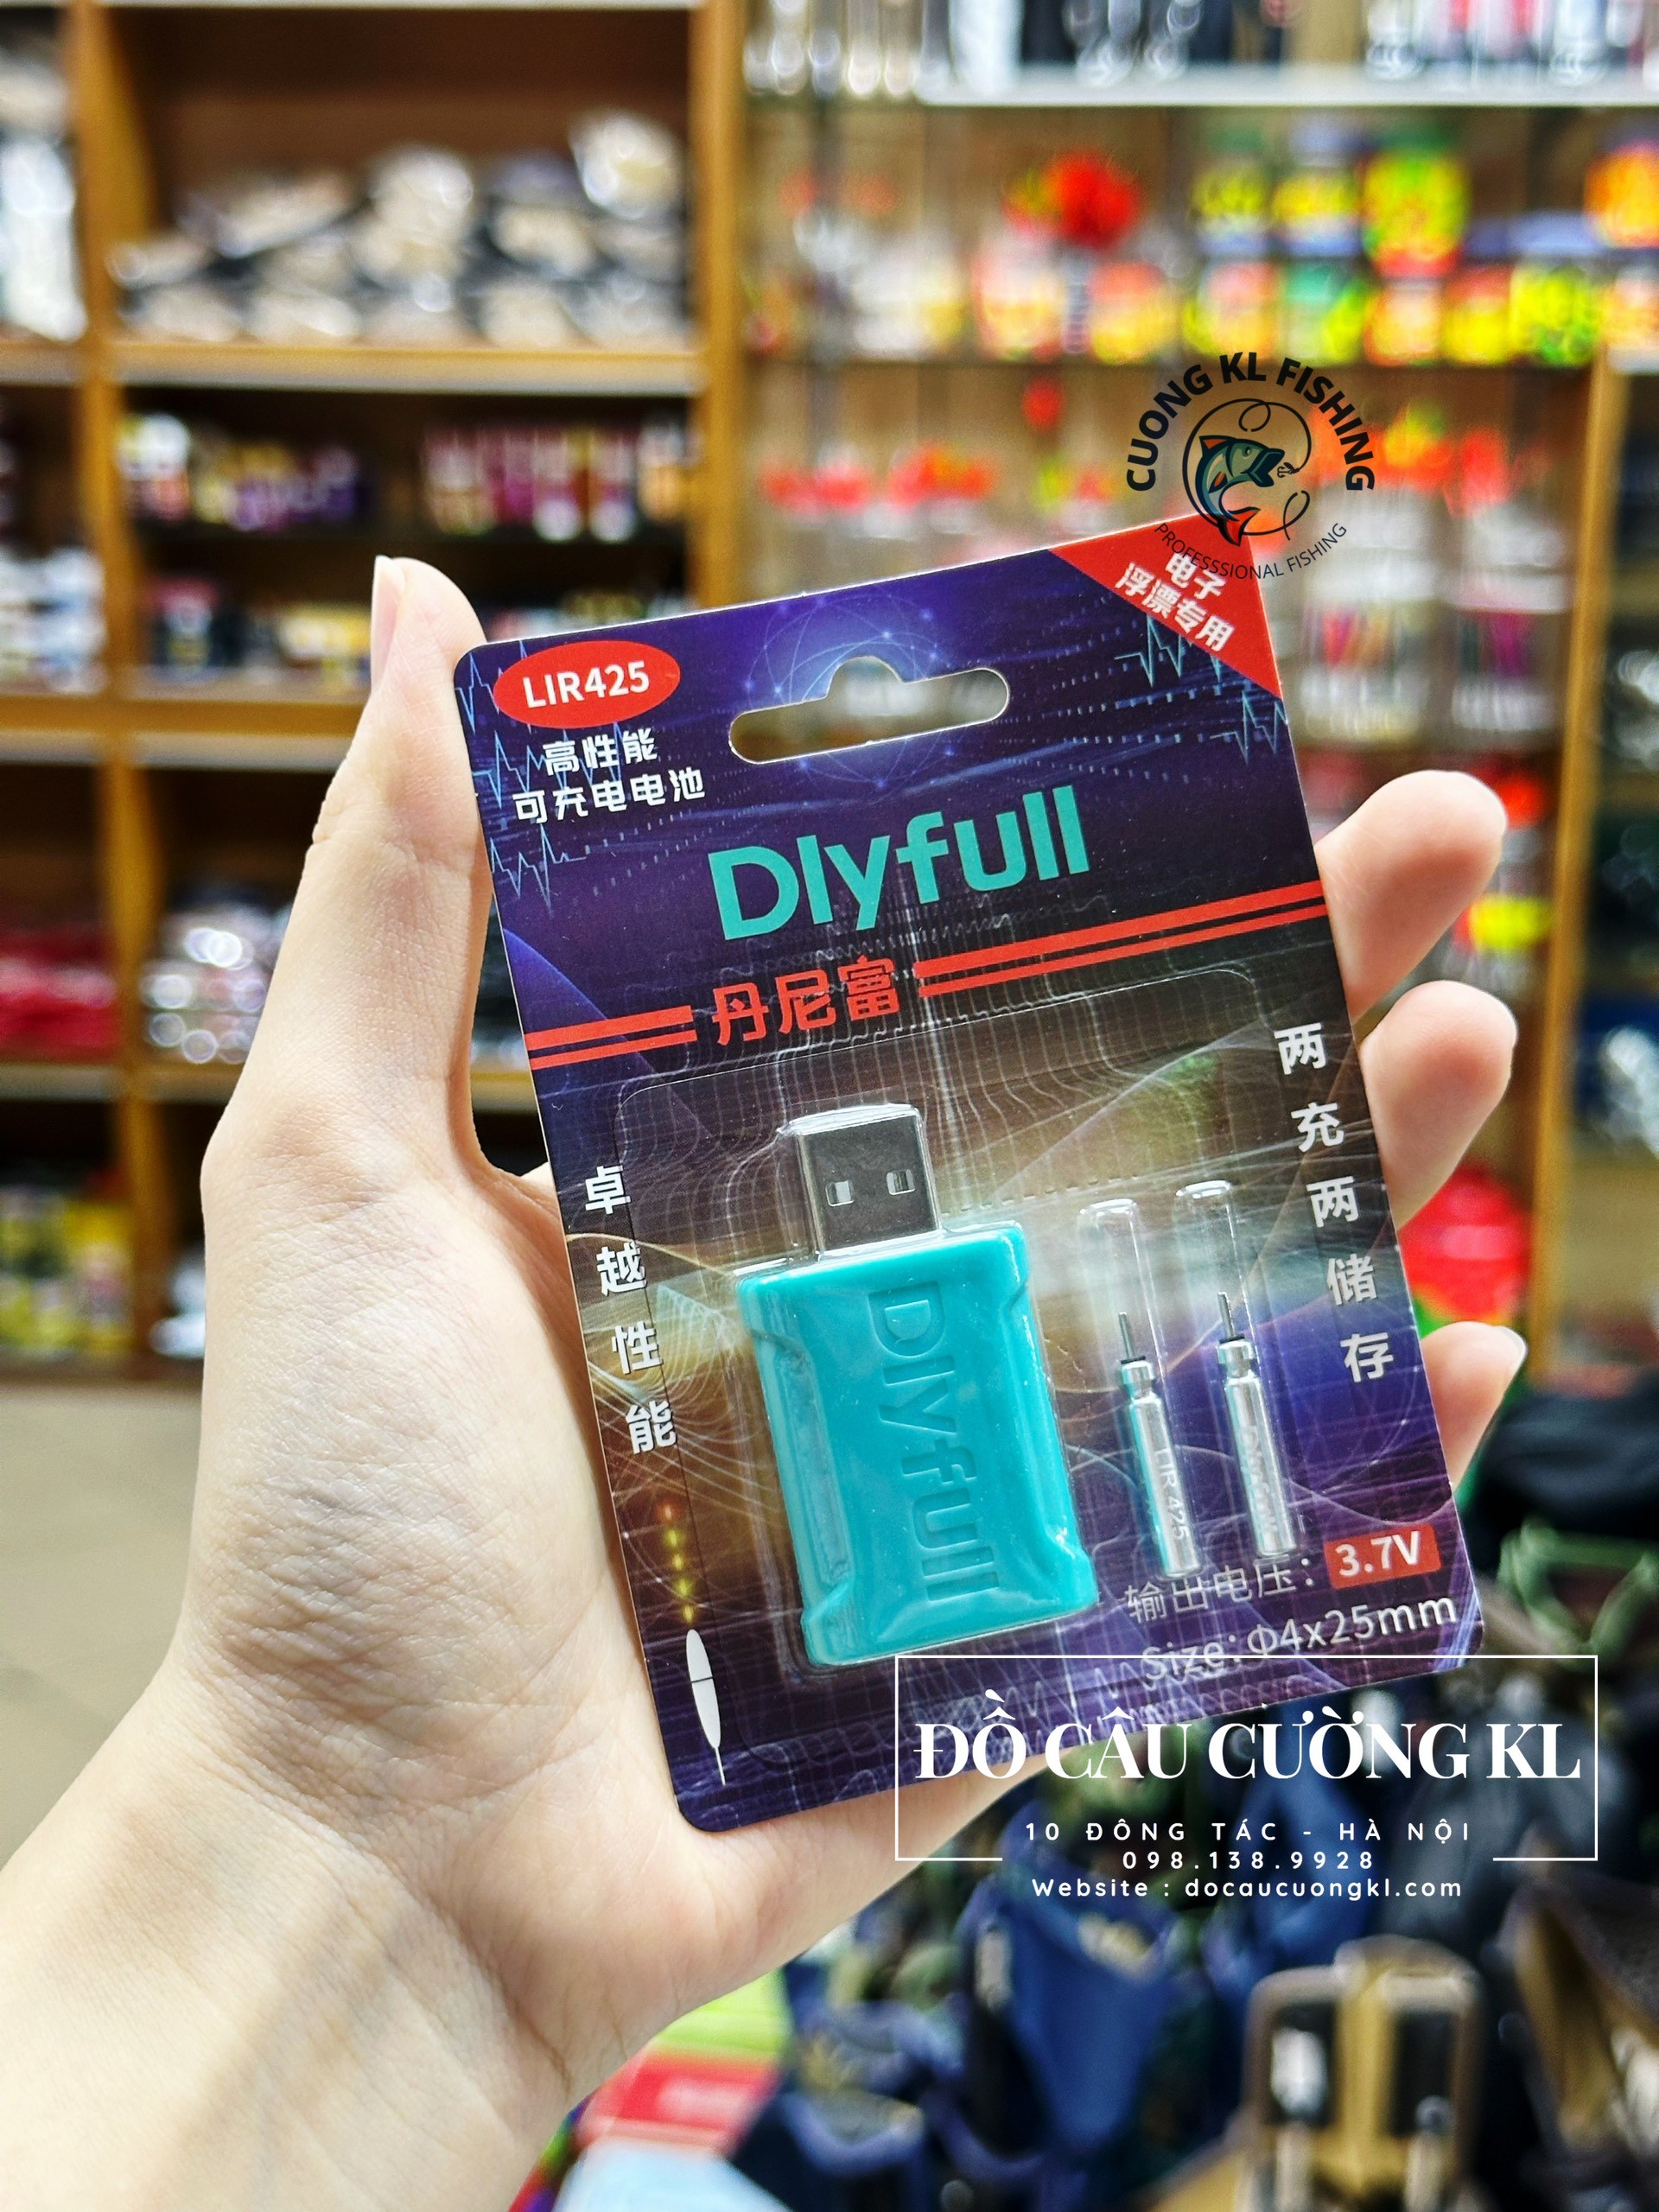 CUONG KL FISHING
PROFESSSIONAL FISHING
电子
浮漂专用
LIR425
高性能
可充电电池
Dlyfull
丹尼富
两充两储存
卓越性能
Dlyfull
LIR 425
输出电压：3.7V
Size：Φ4x25mm
ĐỒ CÂU CƯỜNG KL
10 ĐÔNG TÁC - HÀ NỘI
098.138.9928
Website : docaucuongkl.com